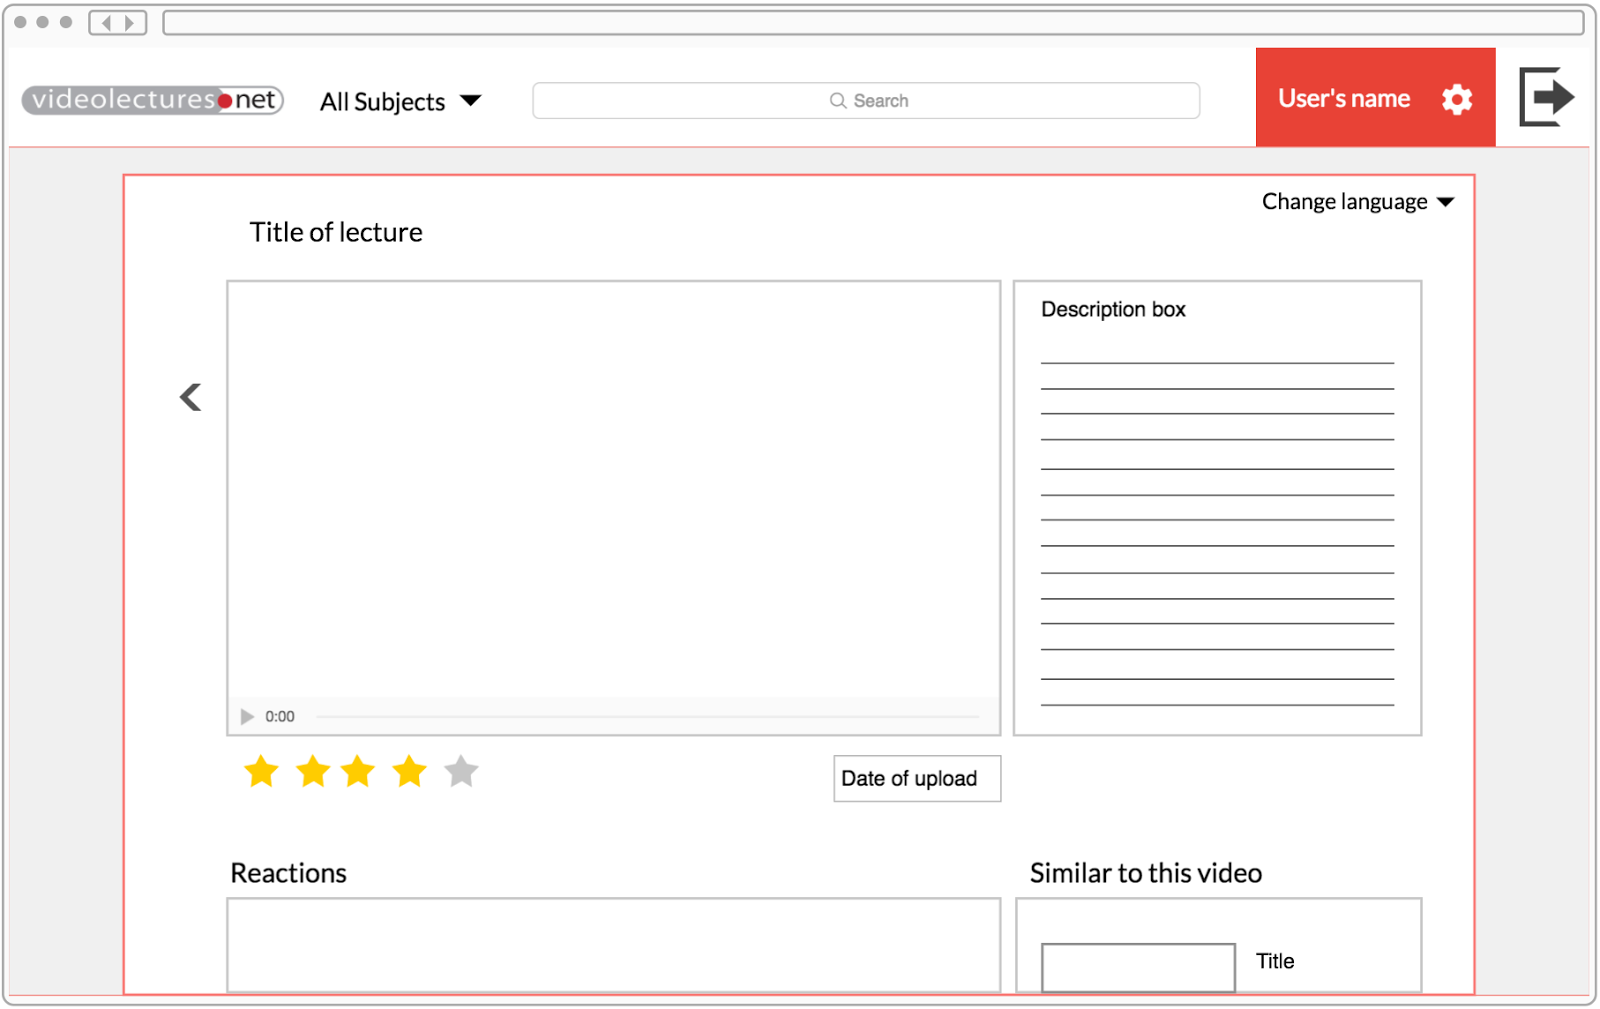 videolectures.net
All Subjects
Search
User's name
Change language
Title of lecture
Description box
0:00
Date of upload
Reactions
Similar to this video
Title